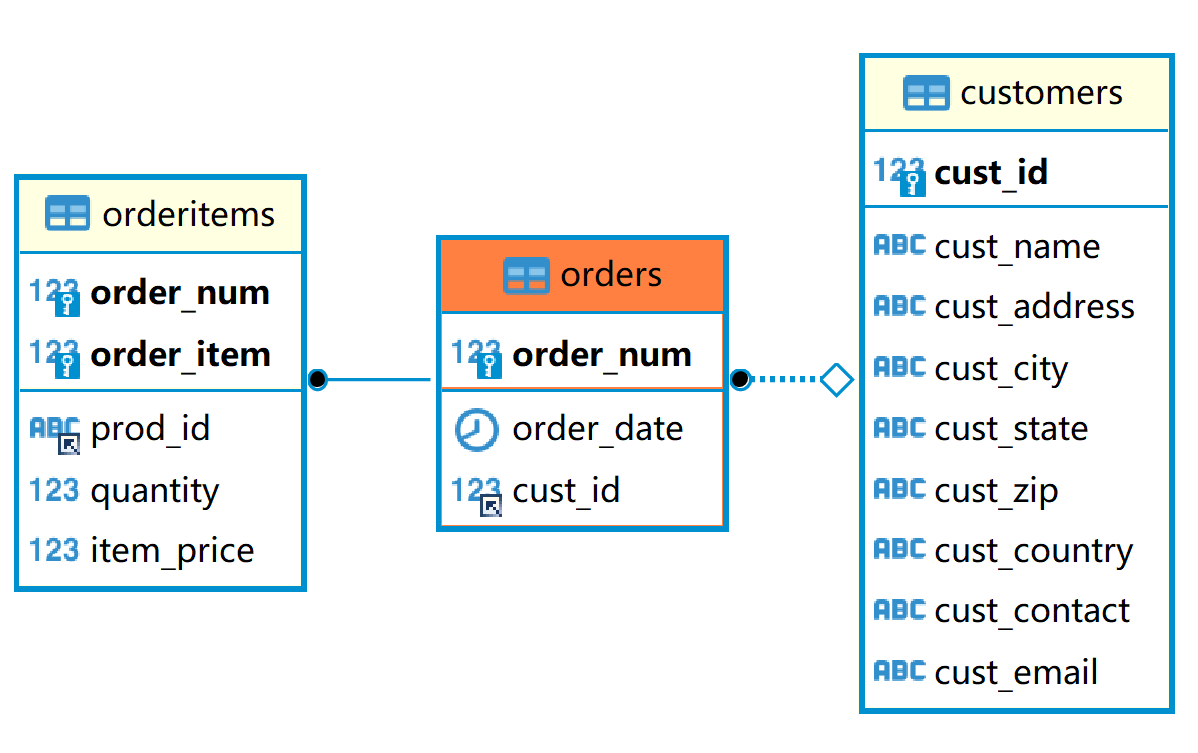 orderitems
123 order_num
123 order_item
ABC prod_id
123 quantity
123 item_price
orders
123 order_num
order_date
123 cust_id
customers
123 cust_id
ABC cust_name
ABC cust_address
ABC cust_city
ABC cust_state
ABC cust_zip
ABC cust_country
ABC cust_contact
ABC cust_email